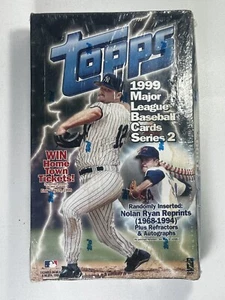 TOPPS
1999
Major
League
Baseball
Cards
Series 2
WIN
Home
Town
Tickets!
Randomly Inserted:
Nolan Ryan Reprints
(1968-1994)
Plus Refractors
& Autographs